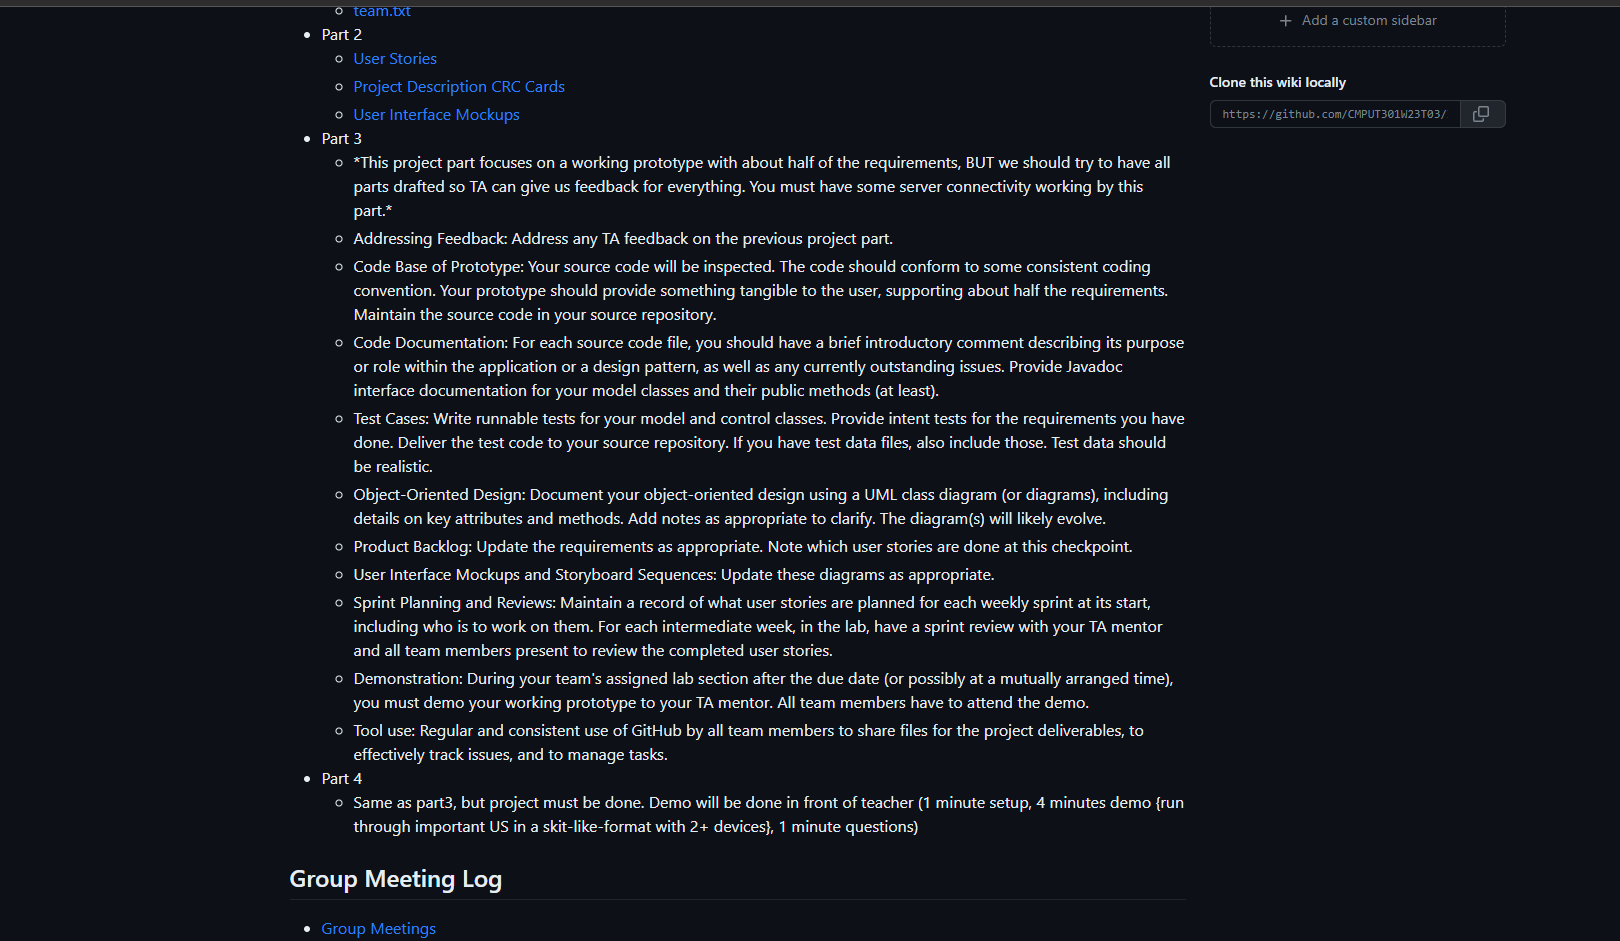 team.txt
Part 2
User Stories
Project Description CRC Cards
User Interface Mockups
Part 3
*This project part focuses on a working prototype with about half of the requirements, BUT we should try to have all
parts drafted so TA can give us feedback for everything. You must have some server connectivity working by this
part.*
Addressing Feedback: Address any TA feedback on the previous project part.
Code Base of Prototype: Your source code will be inspected. The code should conform to some consistent coding
convention. Your prototype should provide something tangible to the user, supporting about half the requirements.
Maintain the source code in your source repository.
Code Documentation: For each source code file, you should have a brief introductory comment describing its purpose
or role within the application or a design pattern, as well as any currently outstanding issues. Provide Javadoc
interface documentation for your model classes and their public methods (at least).
Test Cases: Write runnable tests for your model and control classes. Provide intent tests for the requirements you have
done. Deliver the test code to your source repository. If you have test data files, also include those. Test data should
be realistic.
Object-Oriented Design: Document your object-oriented design using a UML class diagram (or diagrams), including
details on key attributes and methods. Add notes as appropriate to clarify. The diagram(s) will likely evolve.
Product Backlog: Update the requirements as appropriate. Note which user stories are done at this checkpoint.
User Interface Mockups and Storyboard Sequences: Update these diagrams as appropriate.
Sprint Planning and Reviews: Maintain a record of what user stories are planned for each weekly sprint at its start,
including who is to work on them. For each intermediate week, in the lab, have a sprint review with your TA mentor
and all team members present to review the completed user stories.
Demonstration: During your team's assigned lab section after the due date (or possibly at a mutually arranged time),
you must demo your working prototype to your TA mentor. All team members have to attend the demo.
Tool use: Regular and consistent use of GitHub by all team members to share files for the project deliverables, to
effectively track issues, and to manage tasks.
Part 4
Same as part3, but project must be done. Demo will be done in front of teacher (1 minute setup, 4 minutes demo {run
through important US in a skit-like-format with 2+ devices}, 1 minute questions)
Group Meeting Log
Group Meetings
Add a custom sidebar
Clone this wiki locally
https://github.com/CMPUT301W23T03/